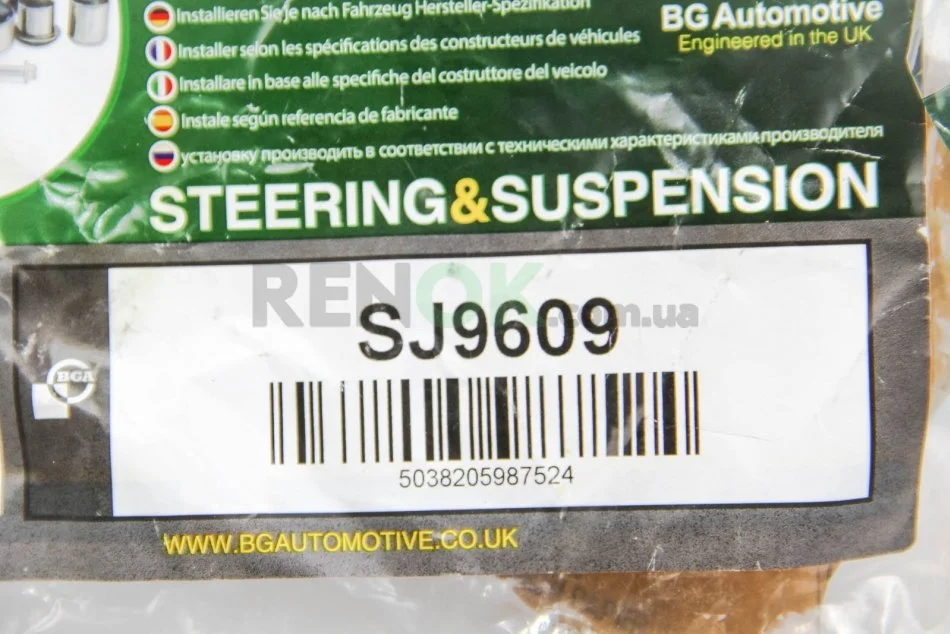 Installieren Sie je nach Fahrzeug Hersteller-Spezifikation
BG Automotive
Engineered in the UK
Installer selon les spécifications des constructeurs de véhicules
Installare in base alle specifiche del costruttore del veicolo
Instale según referencia de fabricante
установку производить в соответствии с техническими характеристиками производителя
STEERING&SUSPENSION
RENOK.com.ua
SJ9609
BGA
5038205987524
WWW.BGAUTOMOTIVE.CO.UK